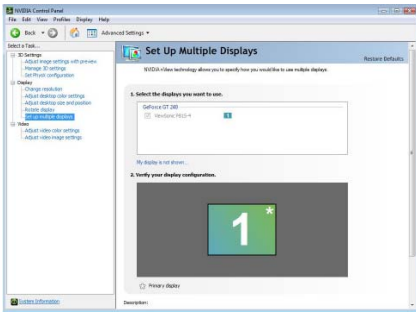 NVIDIA Control Panel
File Edit View Profiles Display Help
Back Advanced Settings
Select a Task...
3D Settings
Adjust image settings with preview
Manage 3D settings
Set PhysX configuration
Display
Change resolution
Adjust desktop color settings
Adjust desktop size and position
Rotate display
Set up multiple displays
Video
Adjust video color settings
Adjust video image settings
System Information
Set Up Multiple Displays
Restore Defaults
NVIDIA nView technology allows you to specify how you would like to use multiple displays.
1. Select the displays you want to use.
GeForce GT 240
ViewSonic 1
My display is not shown...
2. Verify your display configuration.
1 *
Primary display
Description: